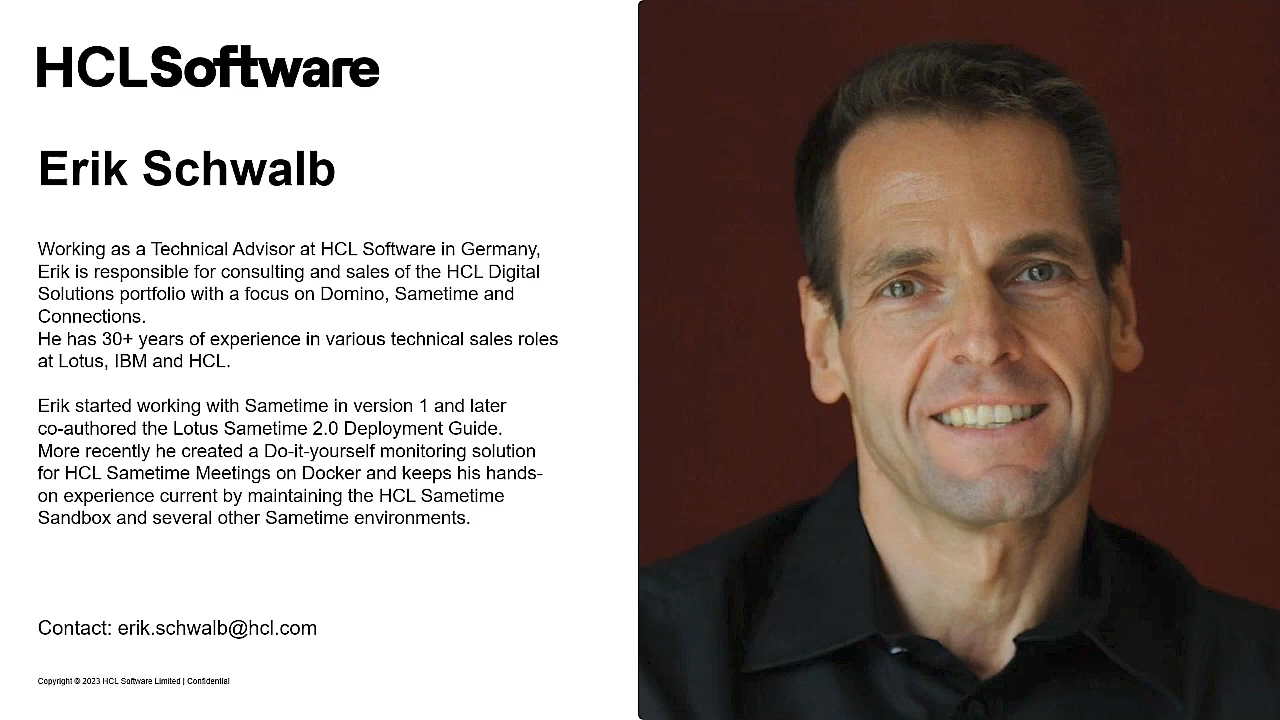 HCLSoftware
Erik Schwalb
Working as a Technical Advisor at HCL Software in Germany,
Erik is responsible for consulting and sales of the HCL Digital
Solutions portfolio with a focus on Domino, Sametime and
Connections.
He has 30+ years of experience in various technical sales roles
at Lotus, IBM and HCL.
Erik started working with Sametime in version 1 and later
co-authored the Lotus Sametime 2.0 Deployment Guide.
More recently he created a Do-it-yourself monitoring solution
for HCL Sametime Meetings on Docker and keeps his hands-
on experience current by maintaining the HCL Sametime
Sandbox and several other Sametime environments.
Contact: erik.schwalb@hcl.com
Copyright © 2023 HCL Software Limited | Confidential